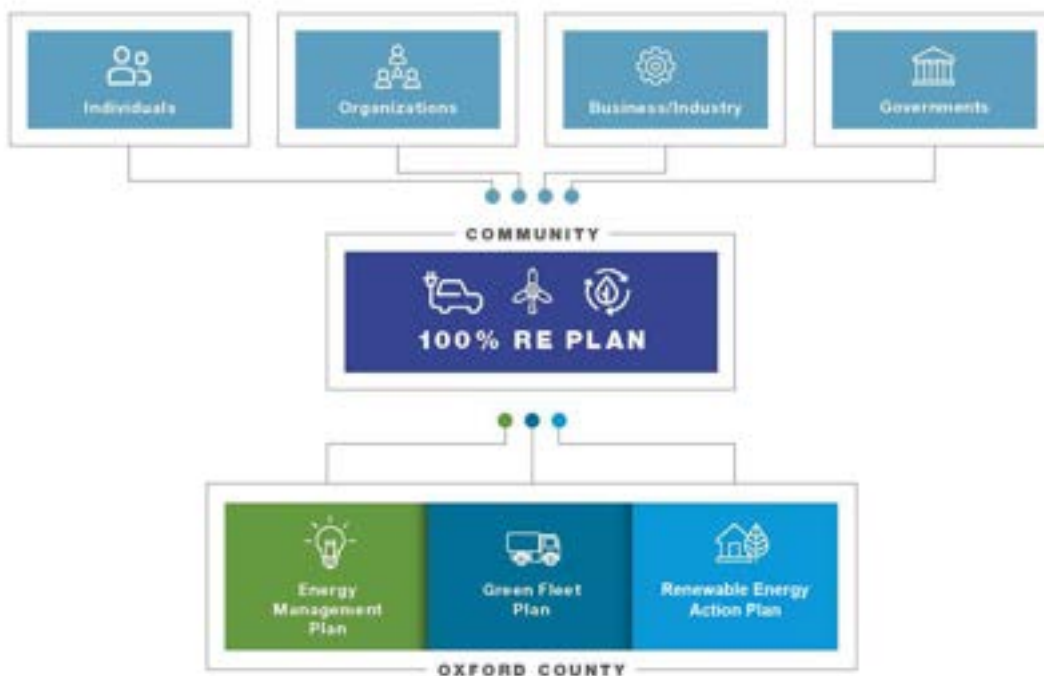 Individuals
Organizations
Business/Industry
Governments
COMMUNITY
100% RE PLAN
Energy
Management
Plan
Green Fleet
Plan
Renewable Energy
Action Plan
OXFORD COUNTY